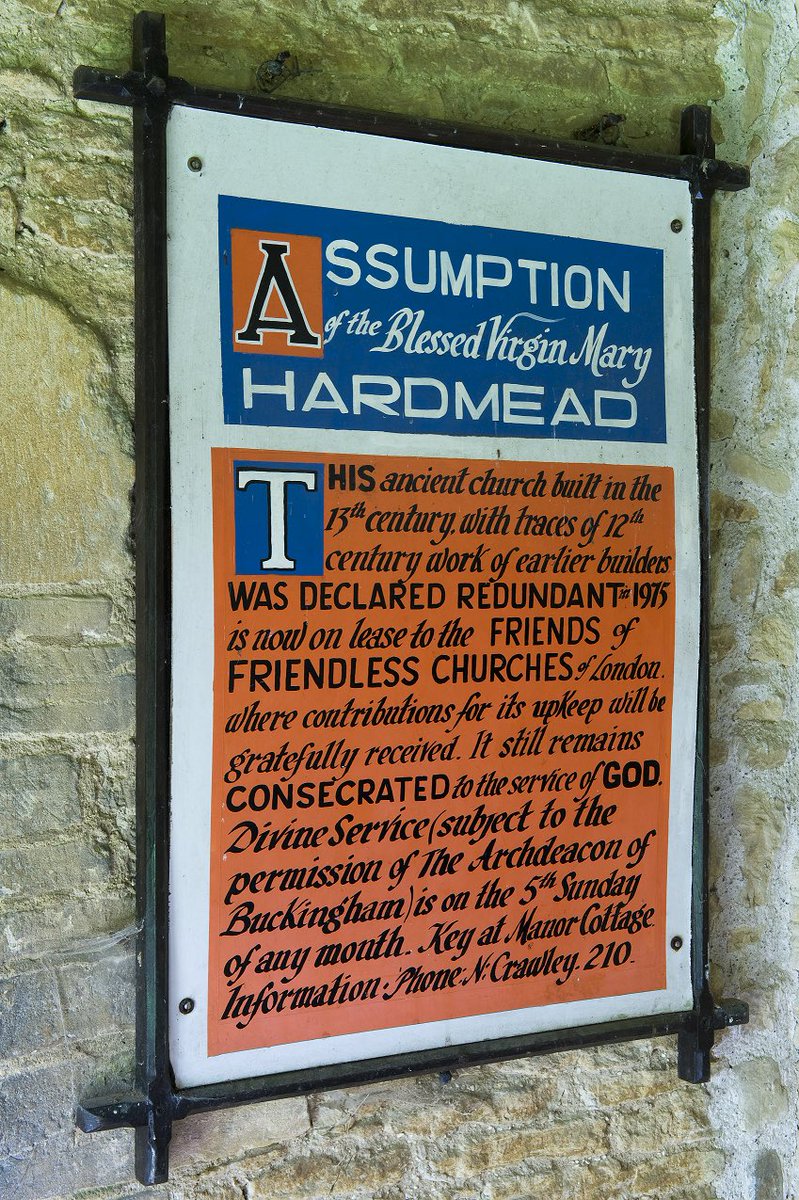 ASSUMPTION
of the Blessed Virgin Mary
HARDMEAD
THIS ancient church built in the
13th century, with traces of 12th
century work of earlier builders
WAS DECLARED REDUNDANT in 1975
is now on lease to the FRIENDS of
FRIENDLESS CHURCHES of London.
where contributions for its upkeep will be
gratefully received. It still remains
CONSECRATED to the service of GOD.
Divine Service (subject to the
permission of The Archdeacon of
Buckingham) is on the 5th Sunday
of any month. Key at Manor Cottage.
Information: Phone: N. Crawley. 210.